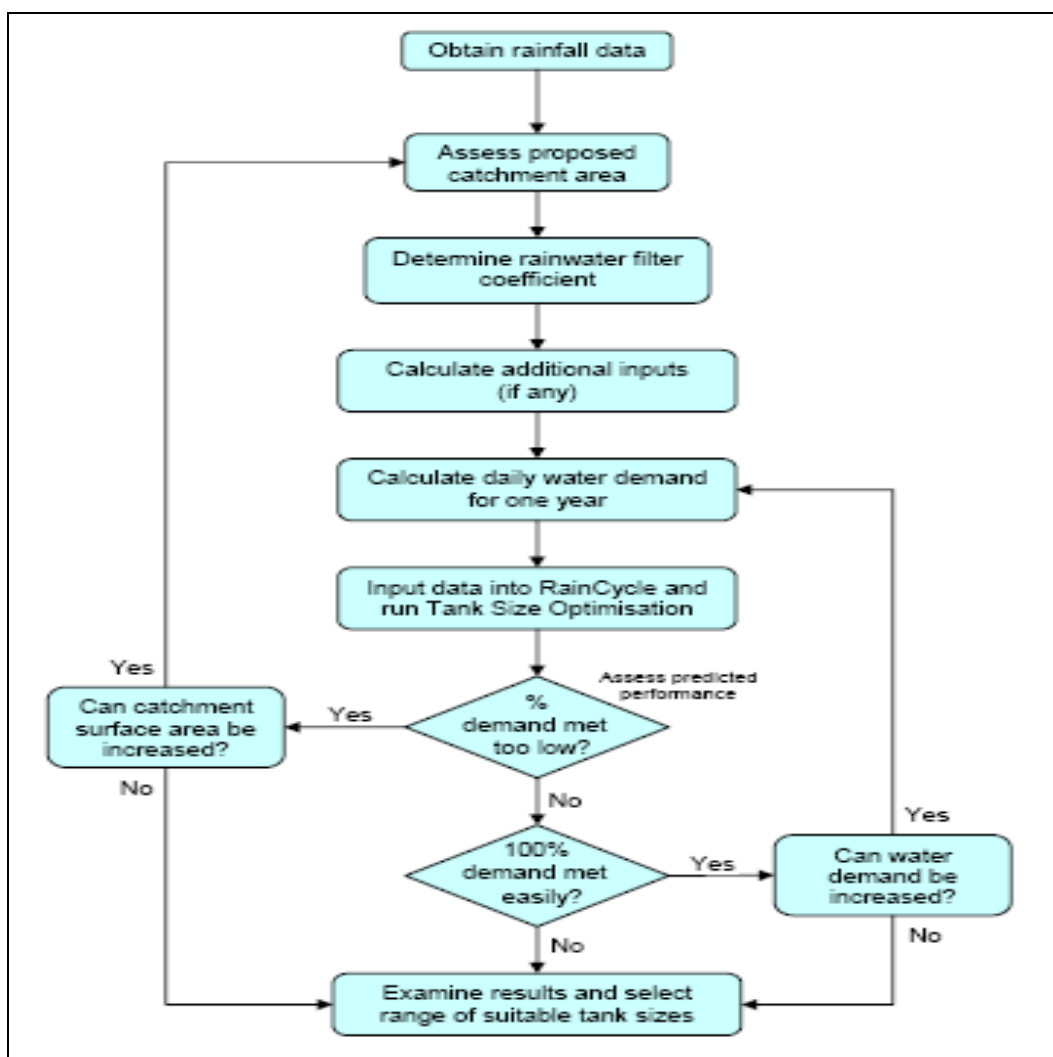 Obtain rainfall data
Assess proposed
catchment area
Determine rainwater filter
coefficient
Calculate additional inputs
(if any)
Calculate daily water demand
for one year
Input data into RainCycle and
run Tank Size Optimisation
Assess predicted
performance
%
demand met
too low?
Yes
Can catchment
surface area be
increased?
Yes
No
No
100%
demand met
easily?
Yes
Can water
demand be
increased?
Yes
No
No
Examine results and select
range of suitable tank sizes